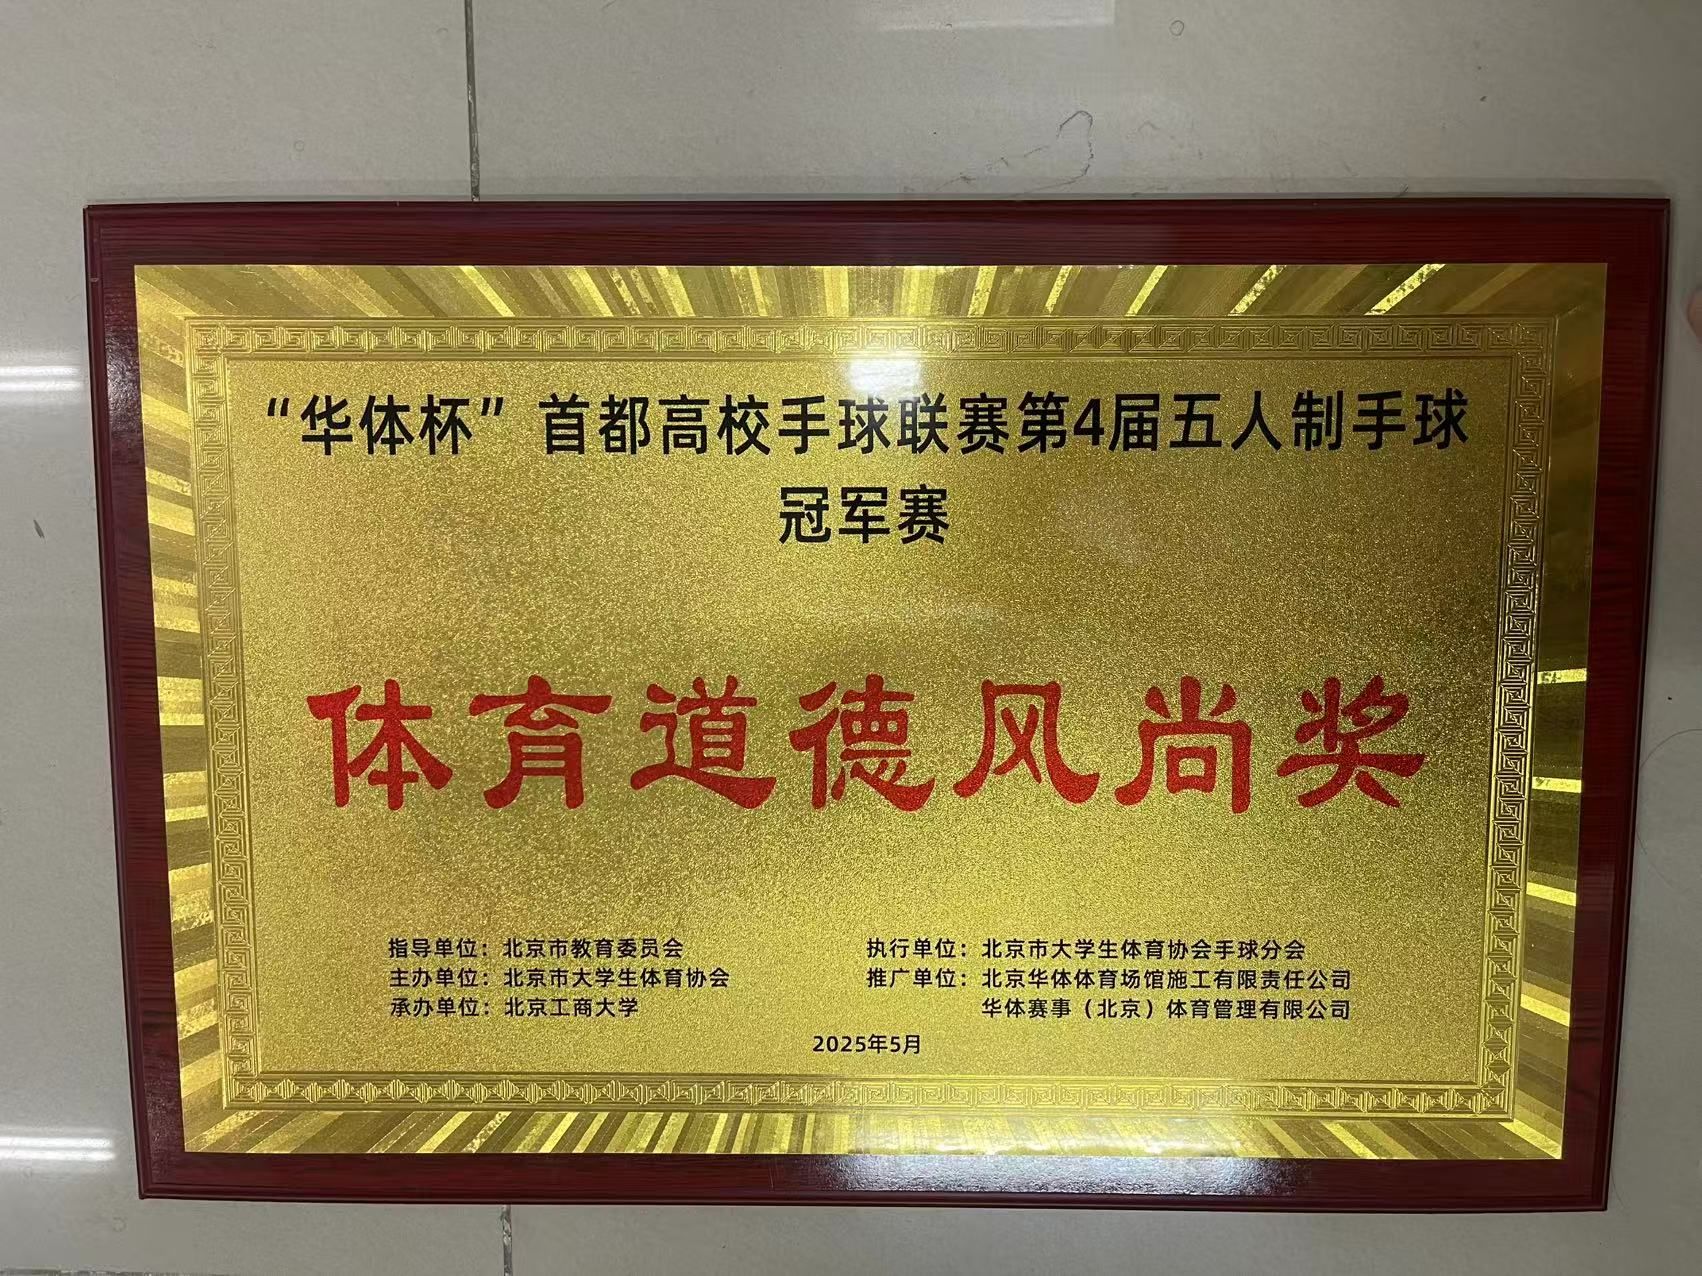 “华体杯”首都高校手球联赛第4届五人制手球
冠军赛
体育道德风尚奖
指导单位：北京市教育委员会
主办单位：北京市大学生体育协会
承办单位：北京工商大学
执行单位：北京市大学生体育协会手球分会
推广单位：北京华体体育场馆施工有限责任公司
华体赛事（北京）体育管理有限公司
2025年5月